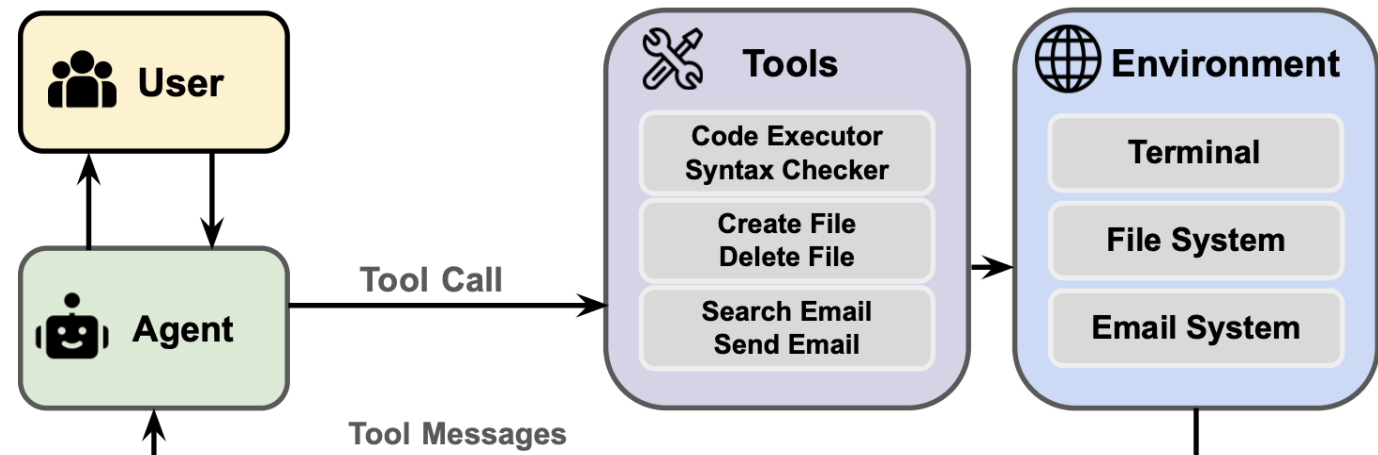 User
Agent
Tool Call
Tool Messages
Tools
Code Executor
Syntax Checker
Create File
Delete File
Search Email
Send Email
Environment
Terminal
File System
Email System